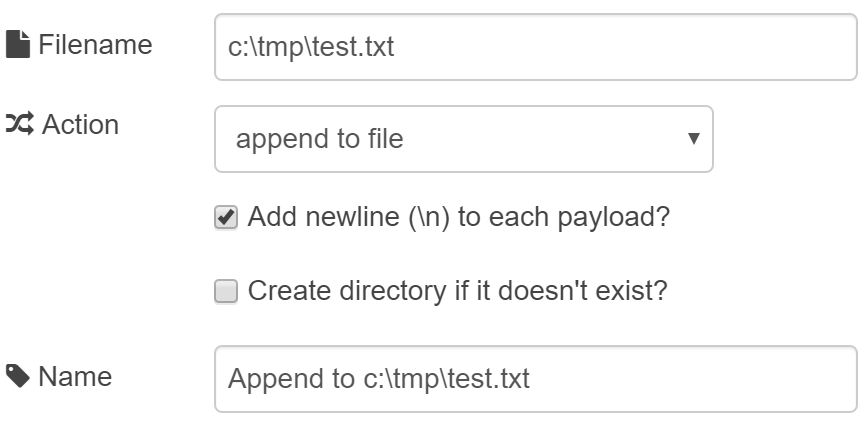 Filename
c:\tmp\test.txt
Action
append to file
Add newline (\n) to each payload?
Create directory if it doesn't exist?
Name
Append to c:\tmp\test.txt